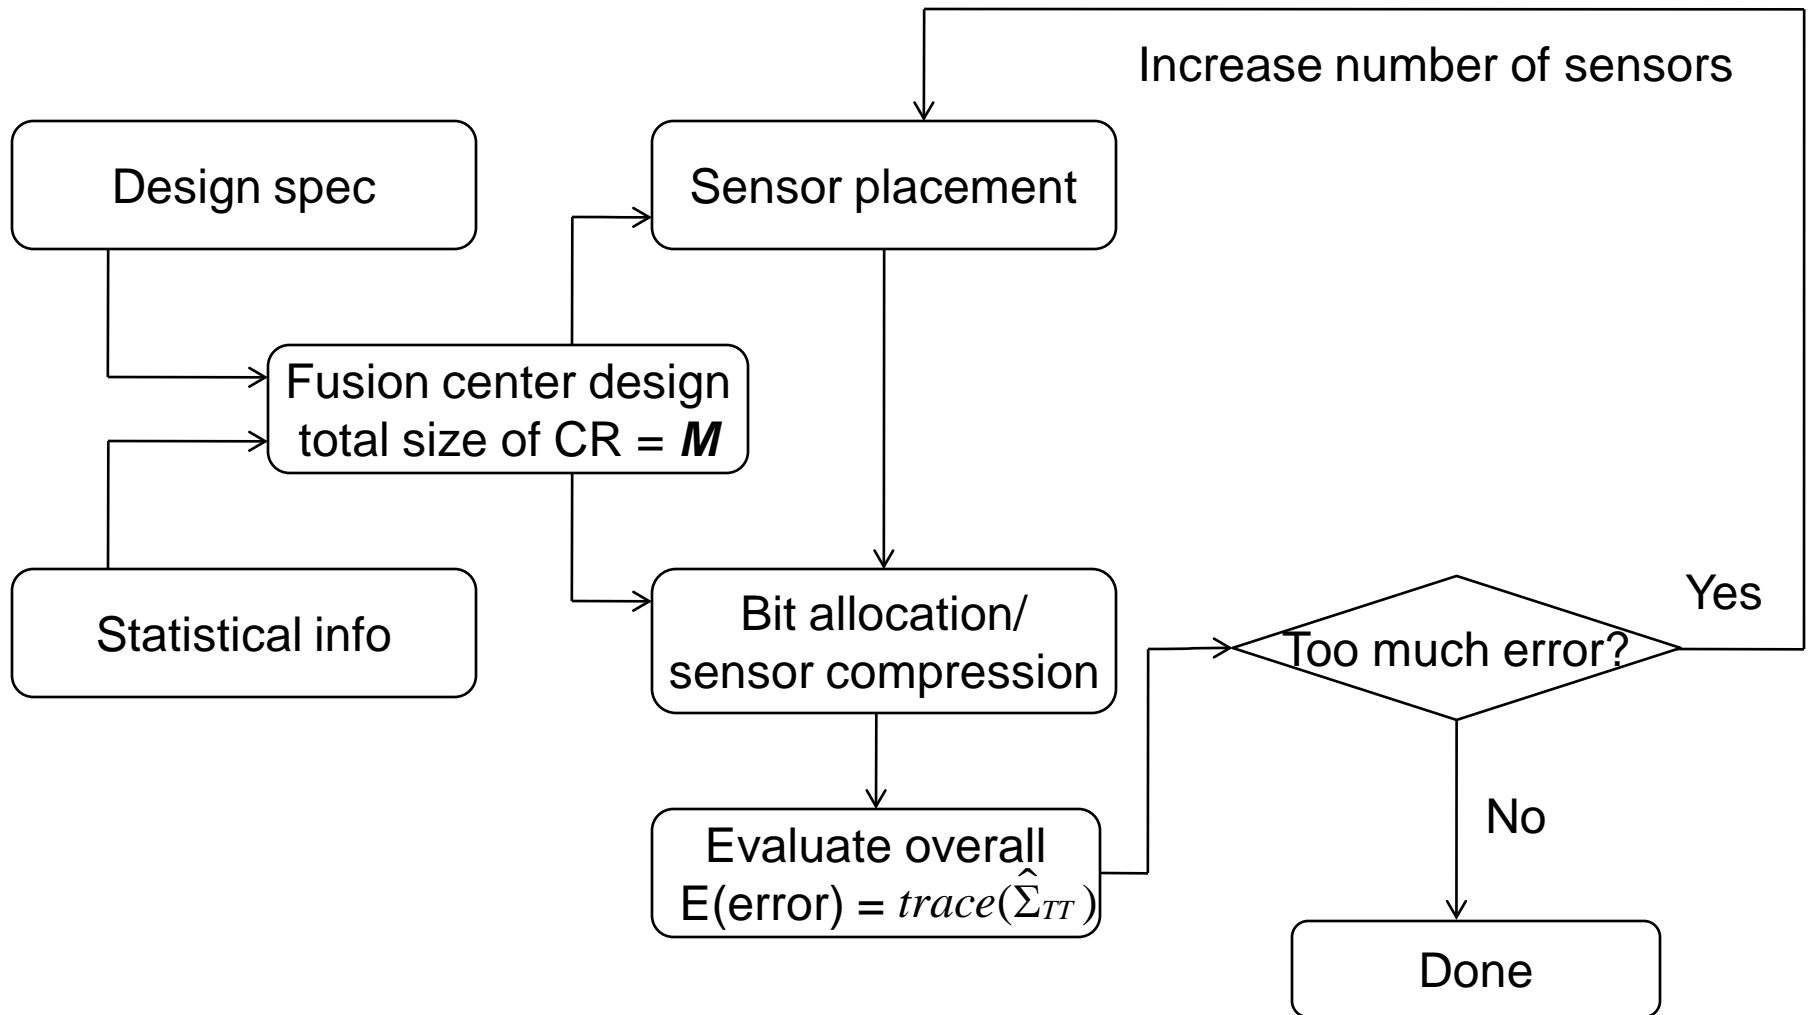 Increase number of sensors
Design spec
Sensor placement
Fusion center design
total size of CR = M
Statistical info
Bit allocation/
sensor compression
Too much error?
Yes
Evaluate overall
E(error) = trace(Σ̂_TT)
No
Done